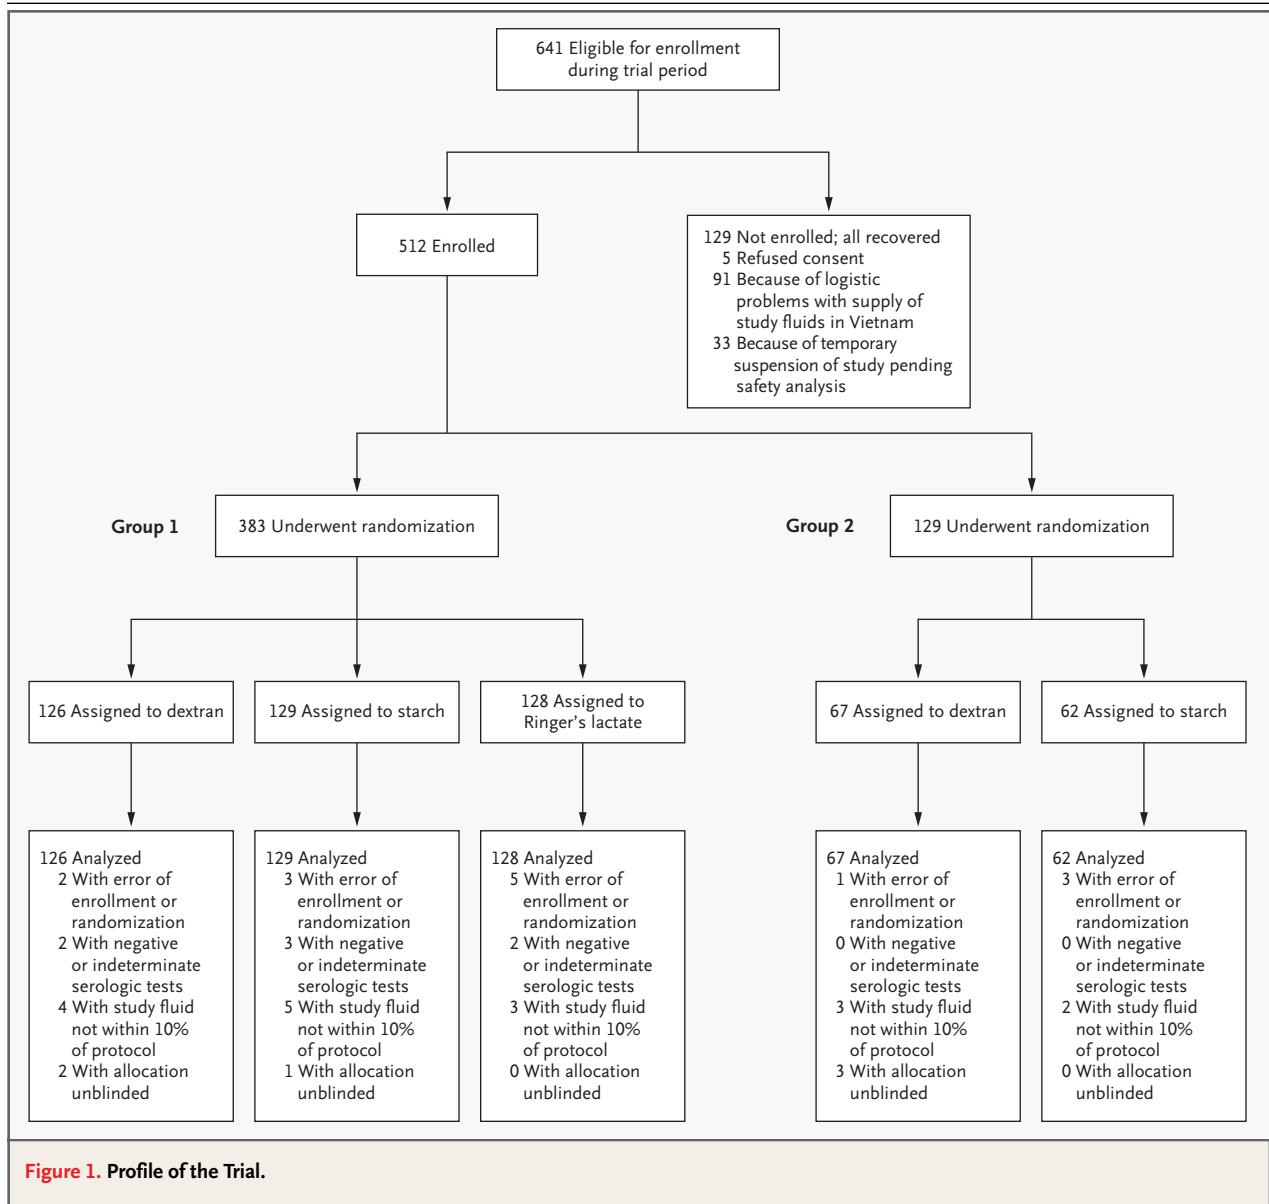 641 Eligible for enrollment
during trial period
512 Enrolled
129 Not enrolled; all recovered
5 Refused consent
91 Because of logistic
problems with supply of
study fluids in Vietnam
33 Because of temporary
suspension of study pending
safety analysis
Group 1
383 Underwent randomization
Group 2
129 Underwent randomization
126 Assigned to dextran
129 Assigned to starch
128 Assigned to
Ringer's lactate
67 Assigned to dextran
62 Assigned to starch
126 Analyzed
2 With error of
enrollment or
randomization
2 With negative
or indeterminate
serologic tests
4 With study fluid
not within 10%
of protocol
2 With allocation
unblinded
129 Analyzed
3 With error of
enrollment or
randomization
3 With negative
or indeterminate
serologic tests
5 With study fluid
not within 10%
of protocol
1 With allocation
unblinded
128 Analyzed
5 With error of
enrollment or
randomization
2 With negative
or indeterminate
serologic tests
3 With study fluid
not within 10%
of protocol
0 With allocation
unblinded
67 Analyzed
1 With error of
enrollment or
randomization
0 With negative
or indeterminate
serologic tests
3 With study fluid
not within 10%
of protocol
3 With allocation
unblinded
62 Analyzed
3 With error of
enrollment or
randomization
0 With negative
or indeterminate
serologic tests
2 With study fluid
not within 10%
of protocol
0 With allocation
unblinded
Figure 1. Profile of the Trial.